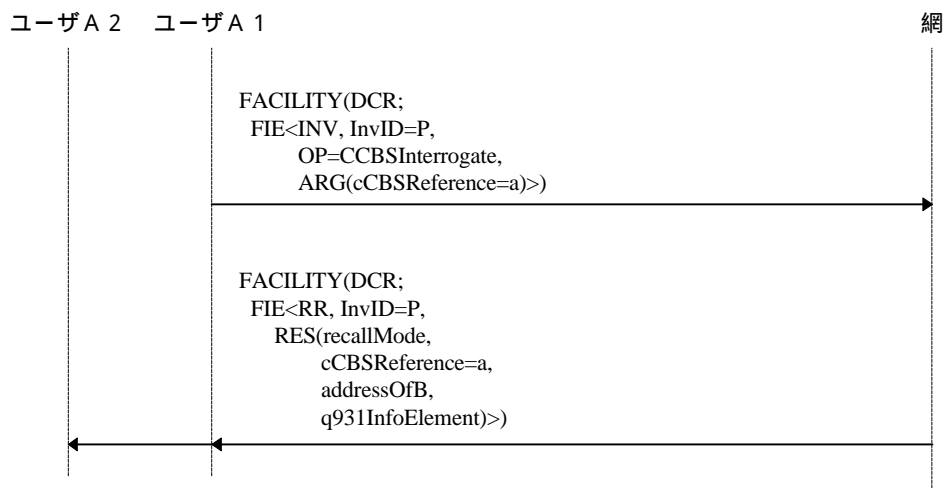 ユーザA2 ユーザA1 網
FACILITY(DCR;
FIE<INV, InvID=P,
OP=CCBSInterrogate,
ARG(cCBSReference=a)>)
FACILITY(DCR;
FIE<RR, InvID=P,
RES(recallMode,
cCBSReference=a,
addressOfB,
q931InfoElement)>)